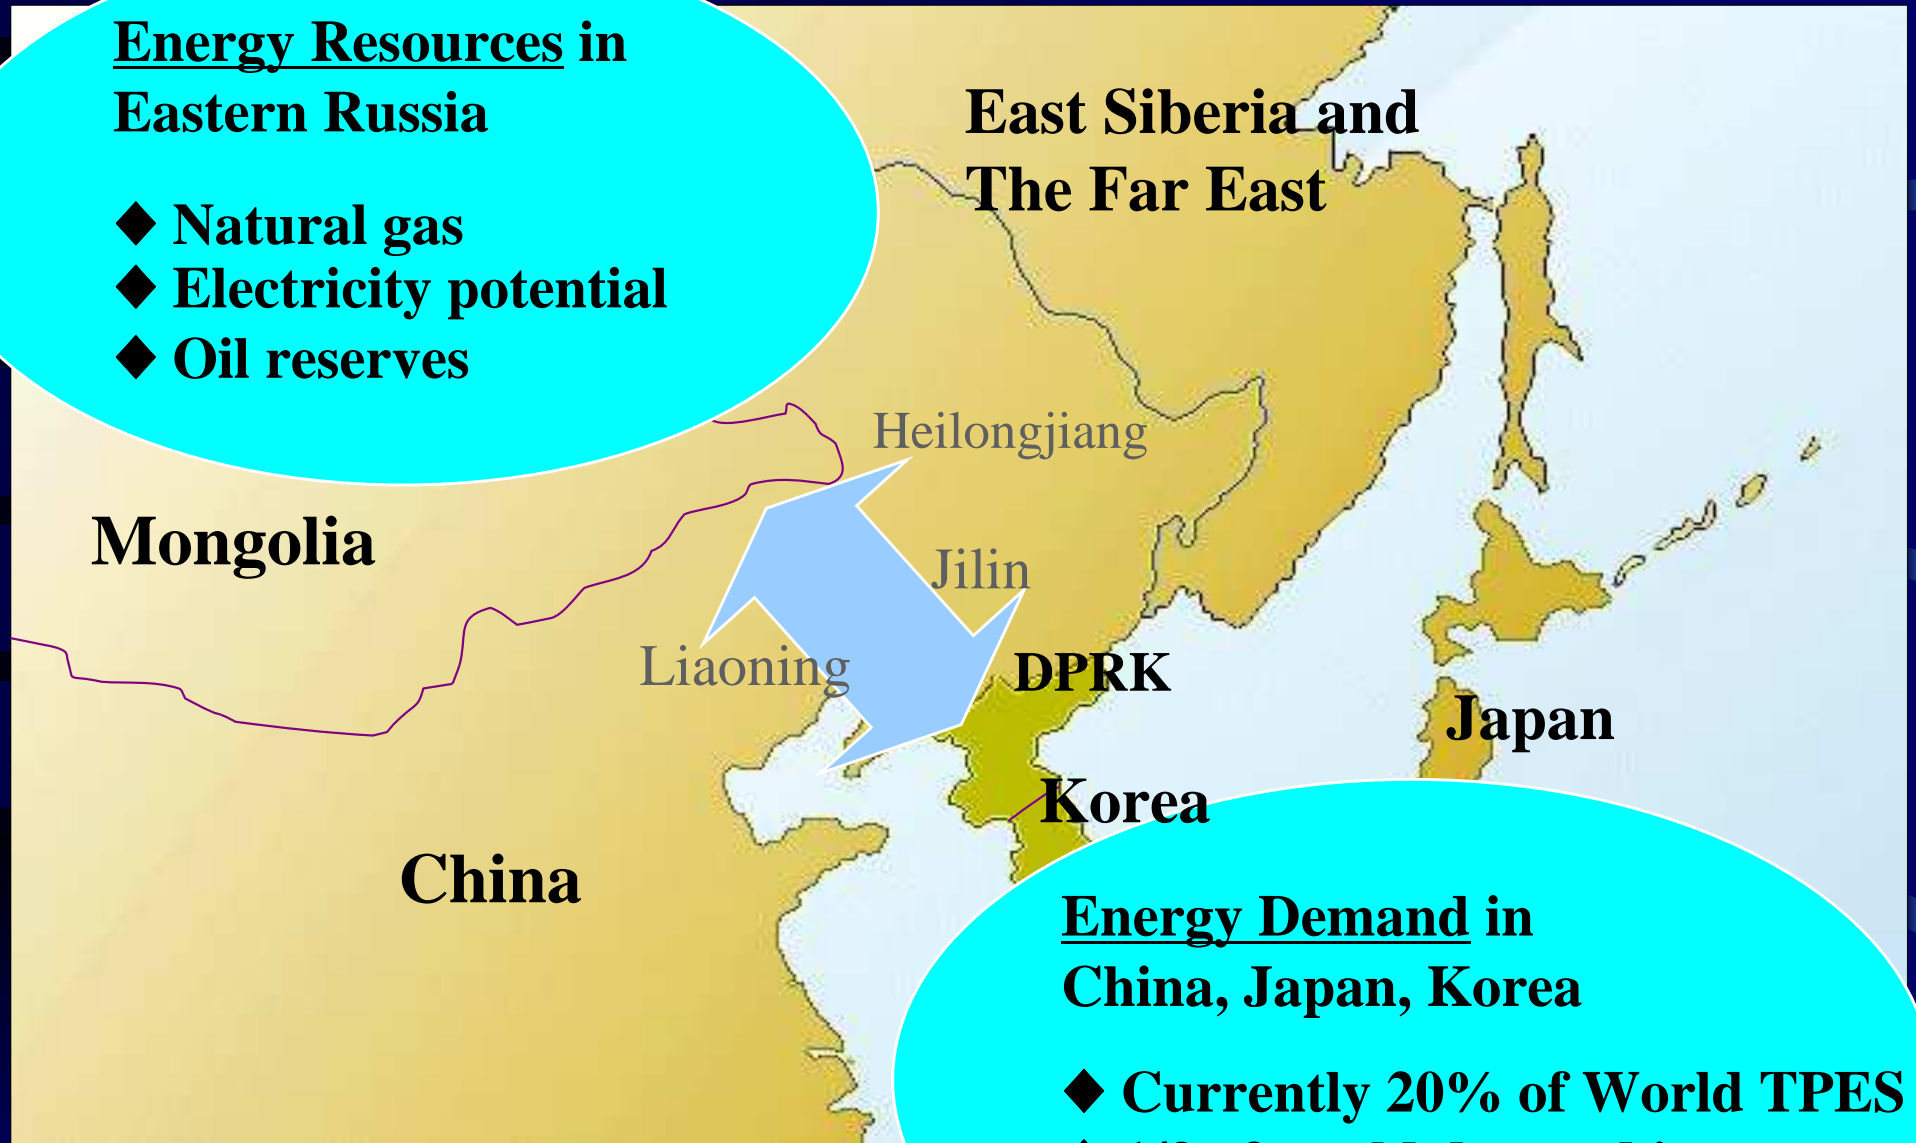 Energy Resources in
Eastern Russia
◆ Natural gas
◆ Electricity potential
◆ Oil reserves
East Siberia and
The Far East
Heilongjiang
Mongolia
Jilin
Liaoning
DPRK
Japan
Korea
China
Energy Demand in
China, Japan, Korea
◆ Currently 20% of World TPES